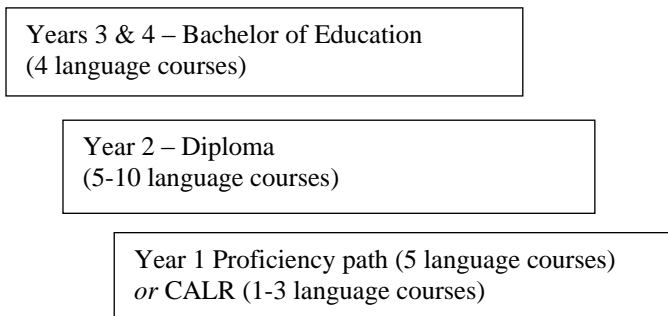 Years 3 & 4 – Bachelor of Education
(4 language courses)
Year 2 – Diploma
(5-10 language courses)
Year 1 Proficiency path (5 language courses)
or CALR (1-3 language courses)